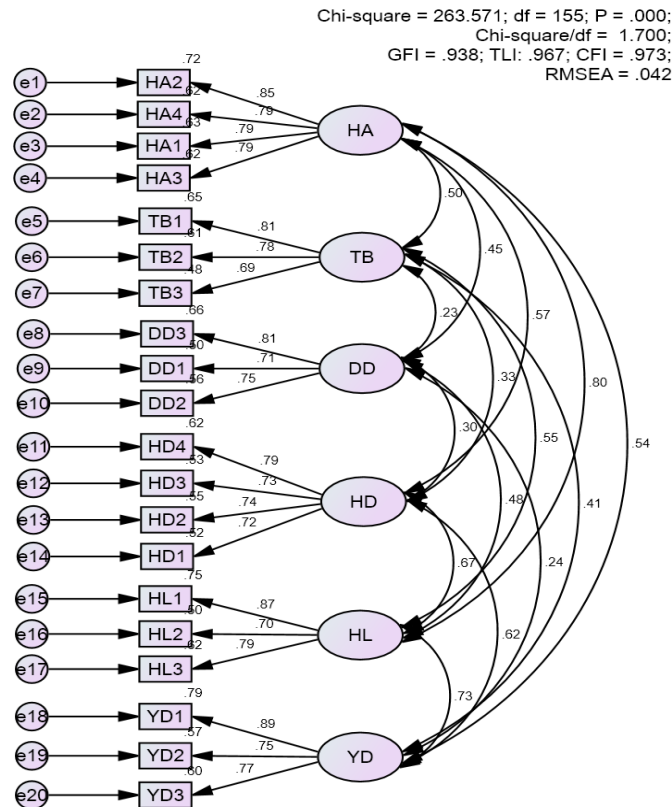 Chi-square = 263.571; df = 155; P = .000;
Chi-square/df = 1.700;
GFI = .938; TLI: .967; CFI = .973;
RMSEA = .042
.72
e1 HA2 .85
.62
e2 HA4 .79
.63
HA
e3 HA1 .79
.62
e4 HA3 .79
.50
.65
e5 TB1 .81
.61
e6 TB2 .78
TB
.45
.48
e7 TB3 .69
.23
.57
.66
e8 DD3 .81
.50
e9 DD1 .71
DD
.33
.80
.56
e10 DD2 .75
.62
.30
.55
.54
e11 HD4 .79
.53
e12 HD3 .73
HD
.48
.41
.55
e13 HD2 .74
.52
e14 HD1 .72
.67
.24
.75
e15 HL1 .87
.50
e16 HL2 .70
HL
.62
.62
e17 HL3 .79
.73
.79
e18 YD1 .89
.57
e19 YD2 .75
YD
.60
e20 YD3 .77